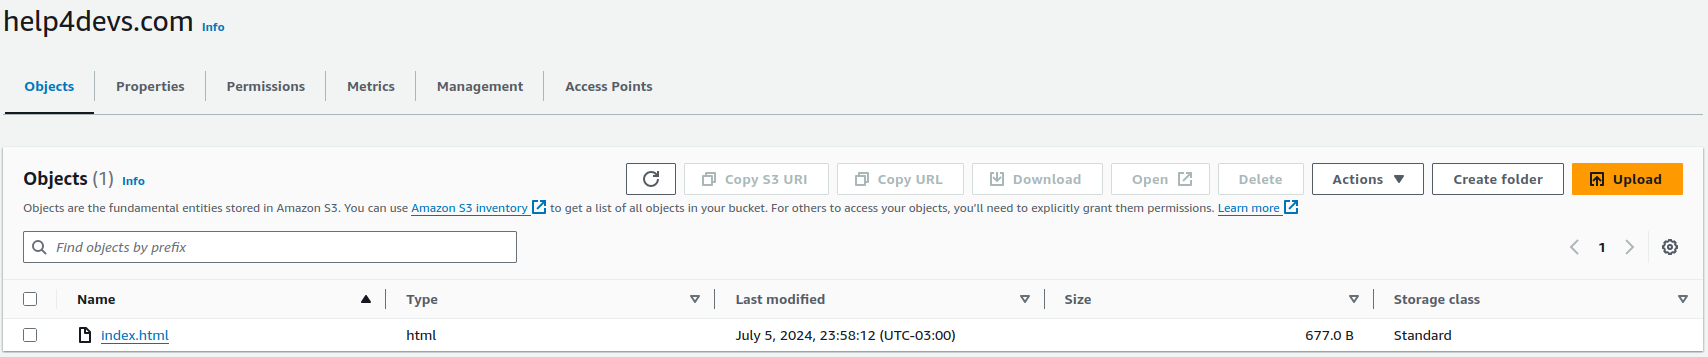 help4devs.com Info
Objects Properties Permissions Metrics Management Access Points
Objects (1) Info Copy S3 URI Copy URL Download Open Delete Actions Create folder Upload
Objects are the fundamental entities stored in Amazon S3. You can use Amazon S3 inventory to get a list of all objects in your bucket. For others to access your objects, you'll need to explicitly grant them permissions. Learn more
Find objects by prefix 1
Name Type Last modified Size Storage class
index.html html July 5, 2024, 23:58:12 (UTC-03:00) 677.0 B Standard